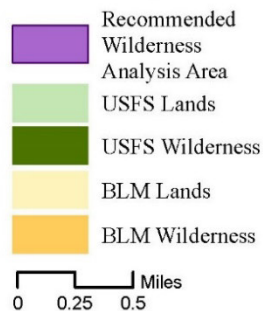 Recommended
Wilderness
Analysis Area
USFS Lands
USFS Wilderness
BLM Lands
BLM Wilderness
Miles
0 0.25 0.5